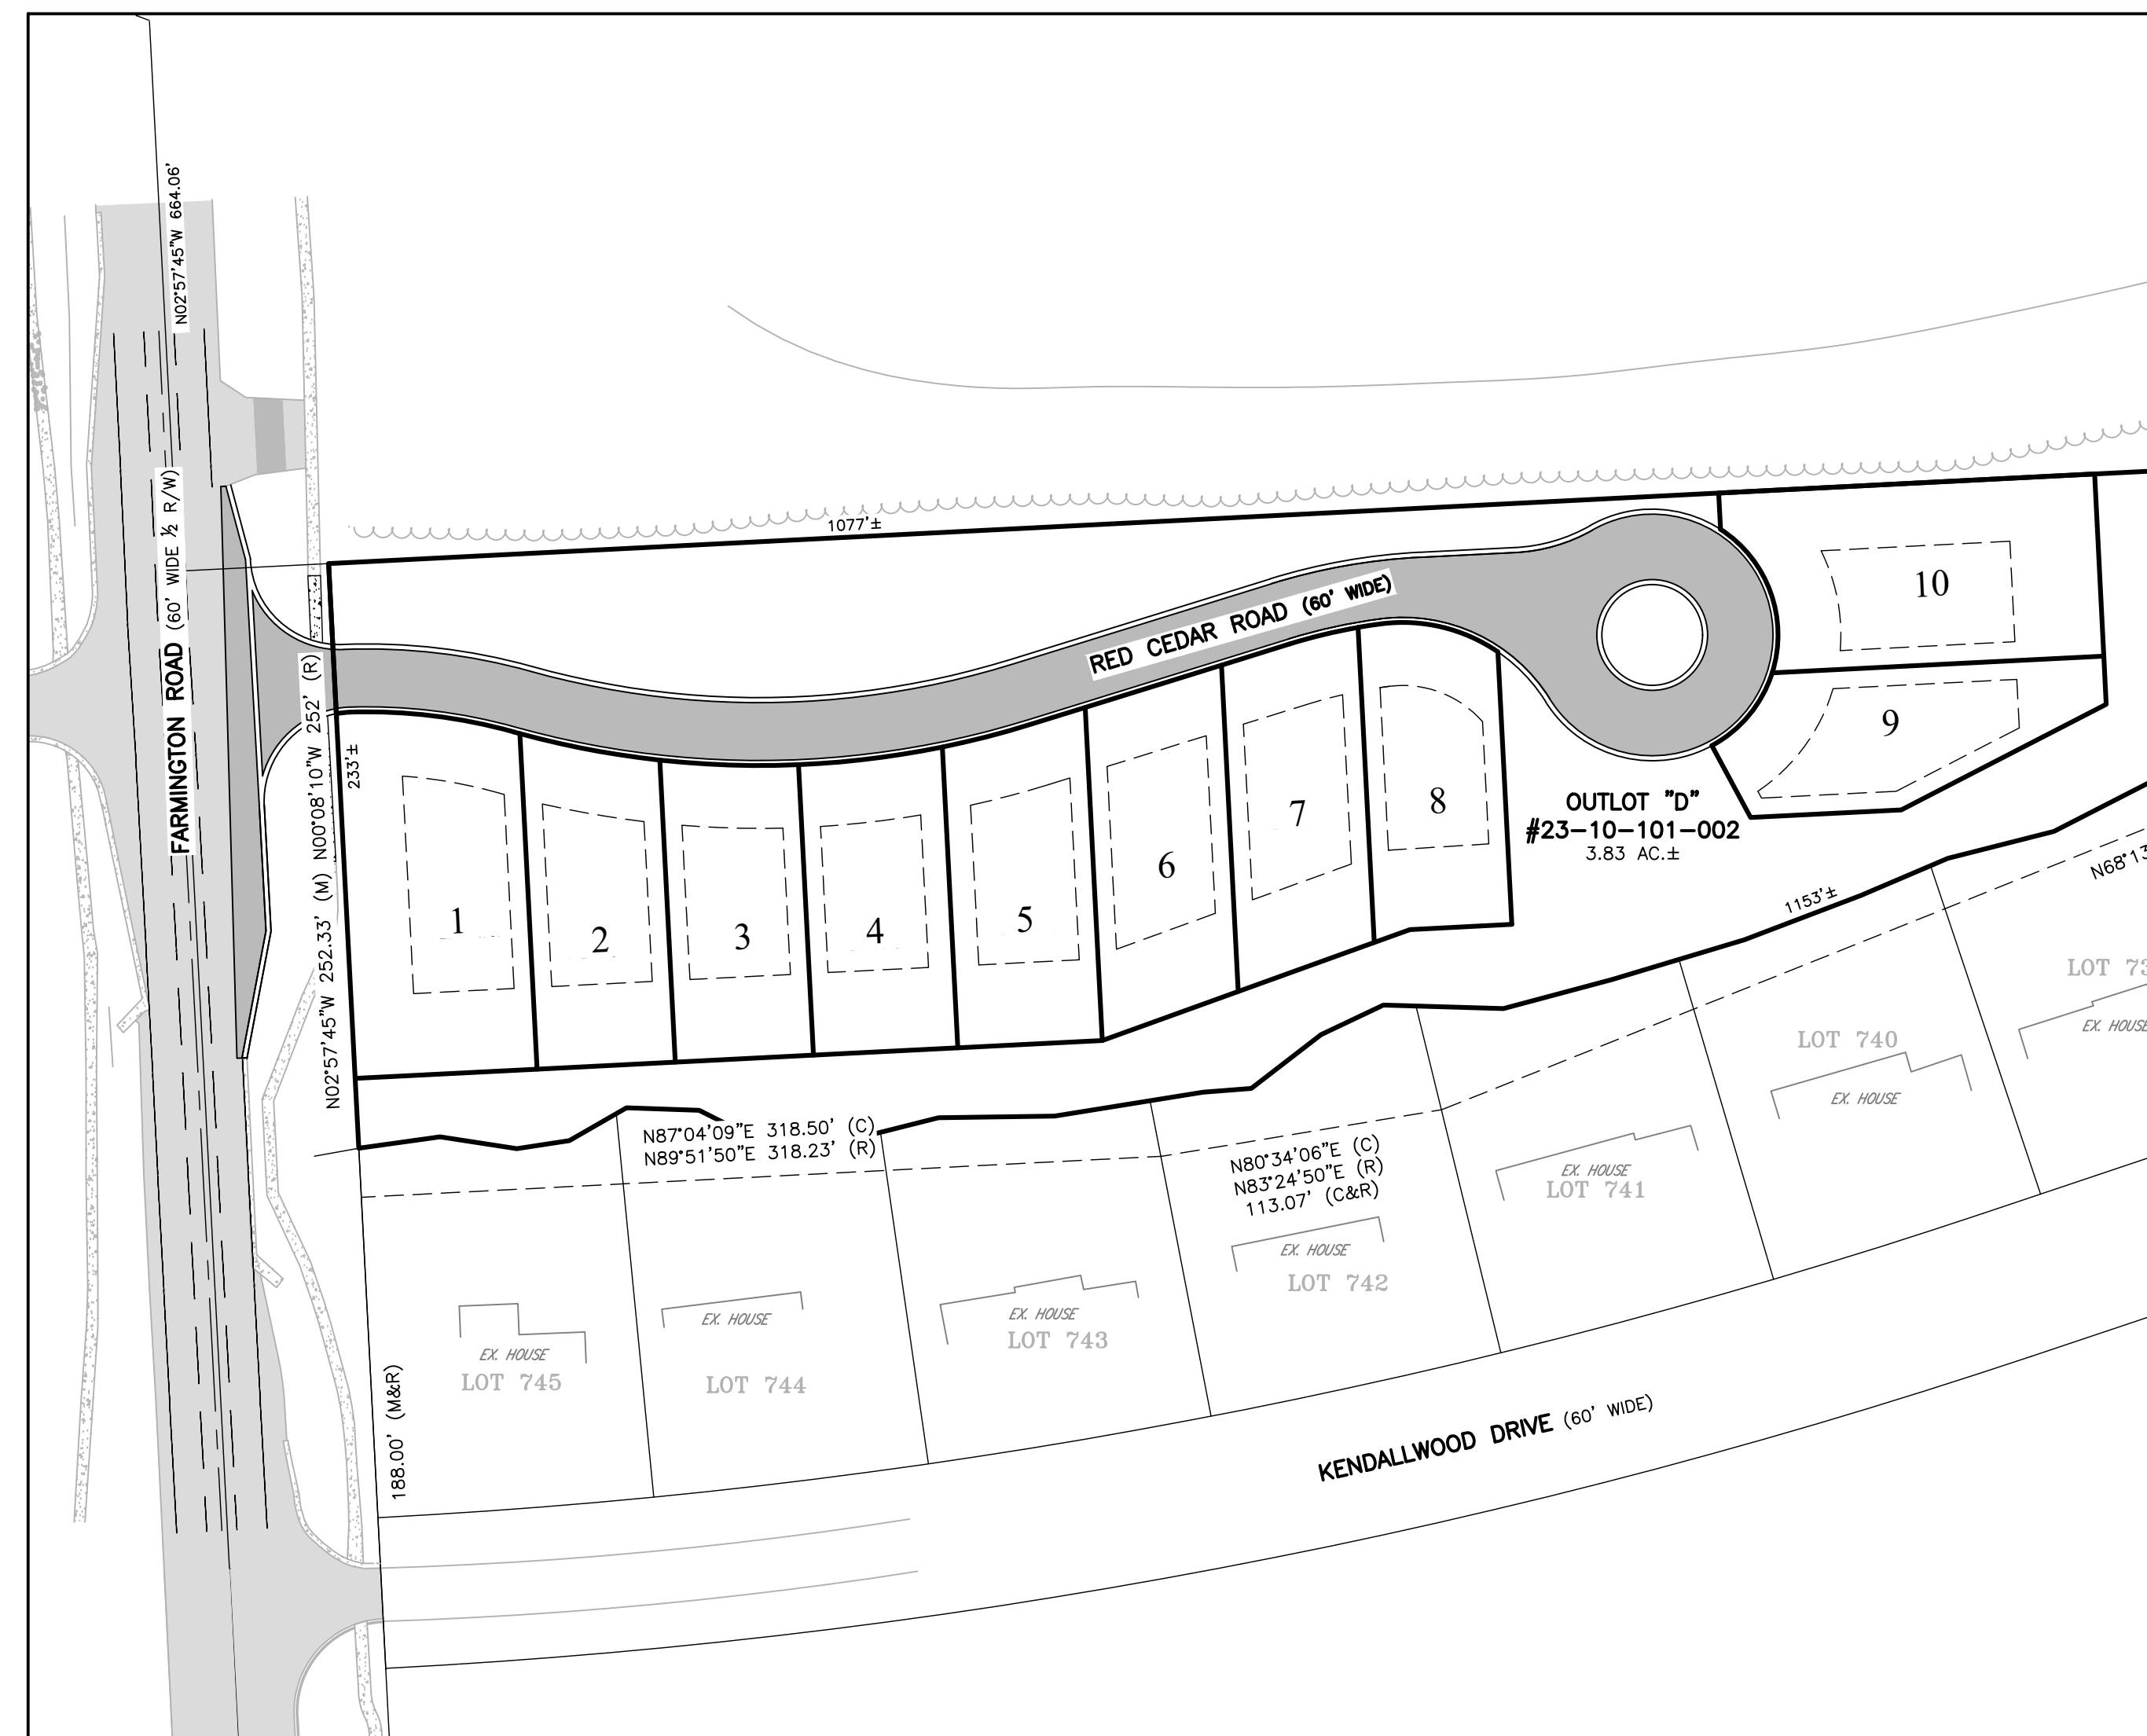 N02°57'45"W 664.06'
FARMINGTON ROAD (60' WIDE ½ R/W)
N02°57'45"W 252.33' (M) N00°08'10"W 252' (R)
233'±
1077'±
RED CEDAR ROAD (60' WIDE)
1
2
3
4
5
6
7
8
9
10
OUTLOT "D"
#23-10-101-002
3.83 AC.±
1153'±
N68°13
N87°04'09"E 318.50' (C)
N89°51'50"E 318.23' (R)
N80°34'06"E (C)
N83°24'50"E (R)
113.07' (C&R)
188.00' (M&R)
EX. HOUSE
LOT 745
EX. HOUSE
LOT 744
EX. HOUSE
LOT 743
EX. HOUSE
LOT 742
EX. HOUSE
LOT 741
LOT 740
EX. HOUSE
LOT 73
EX. HOUSE
KENDALLWOOD DRIVE (60' WIDE)